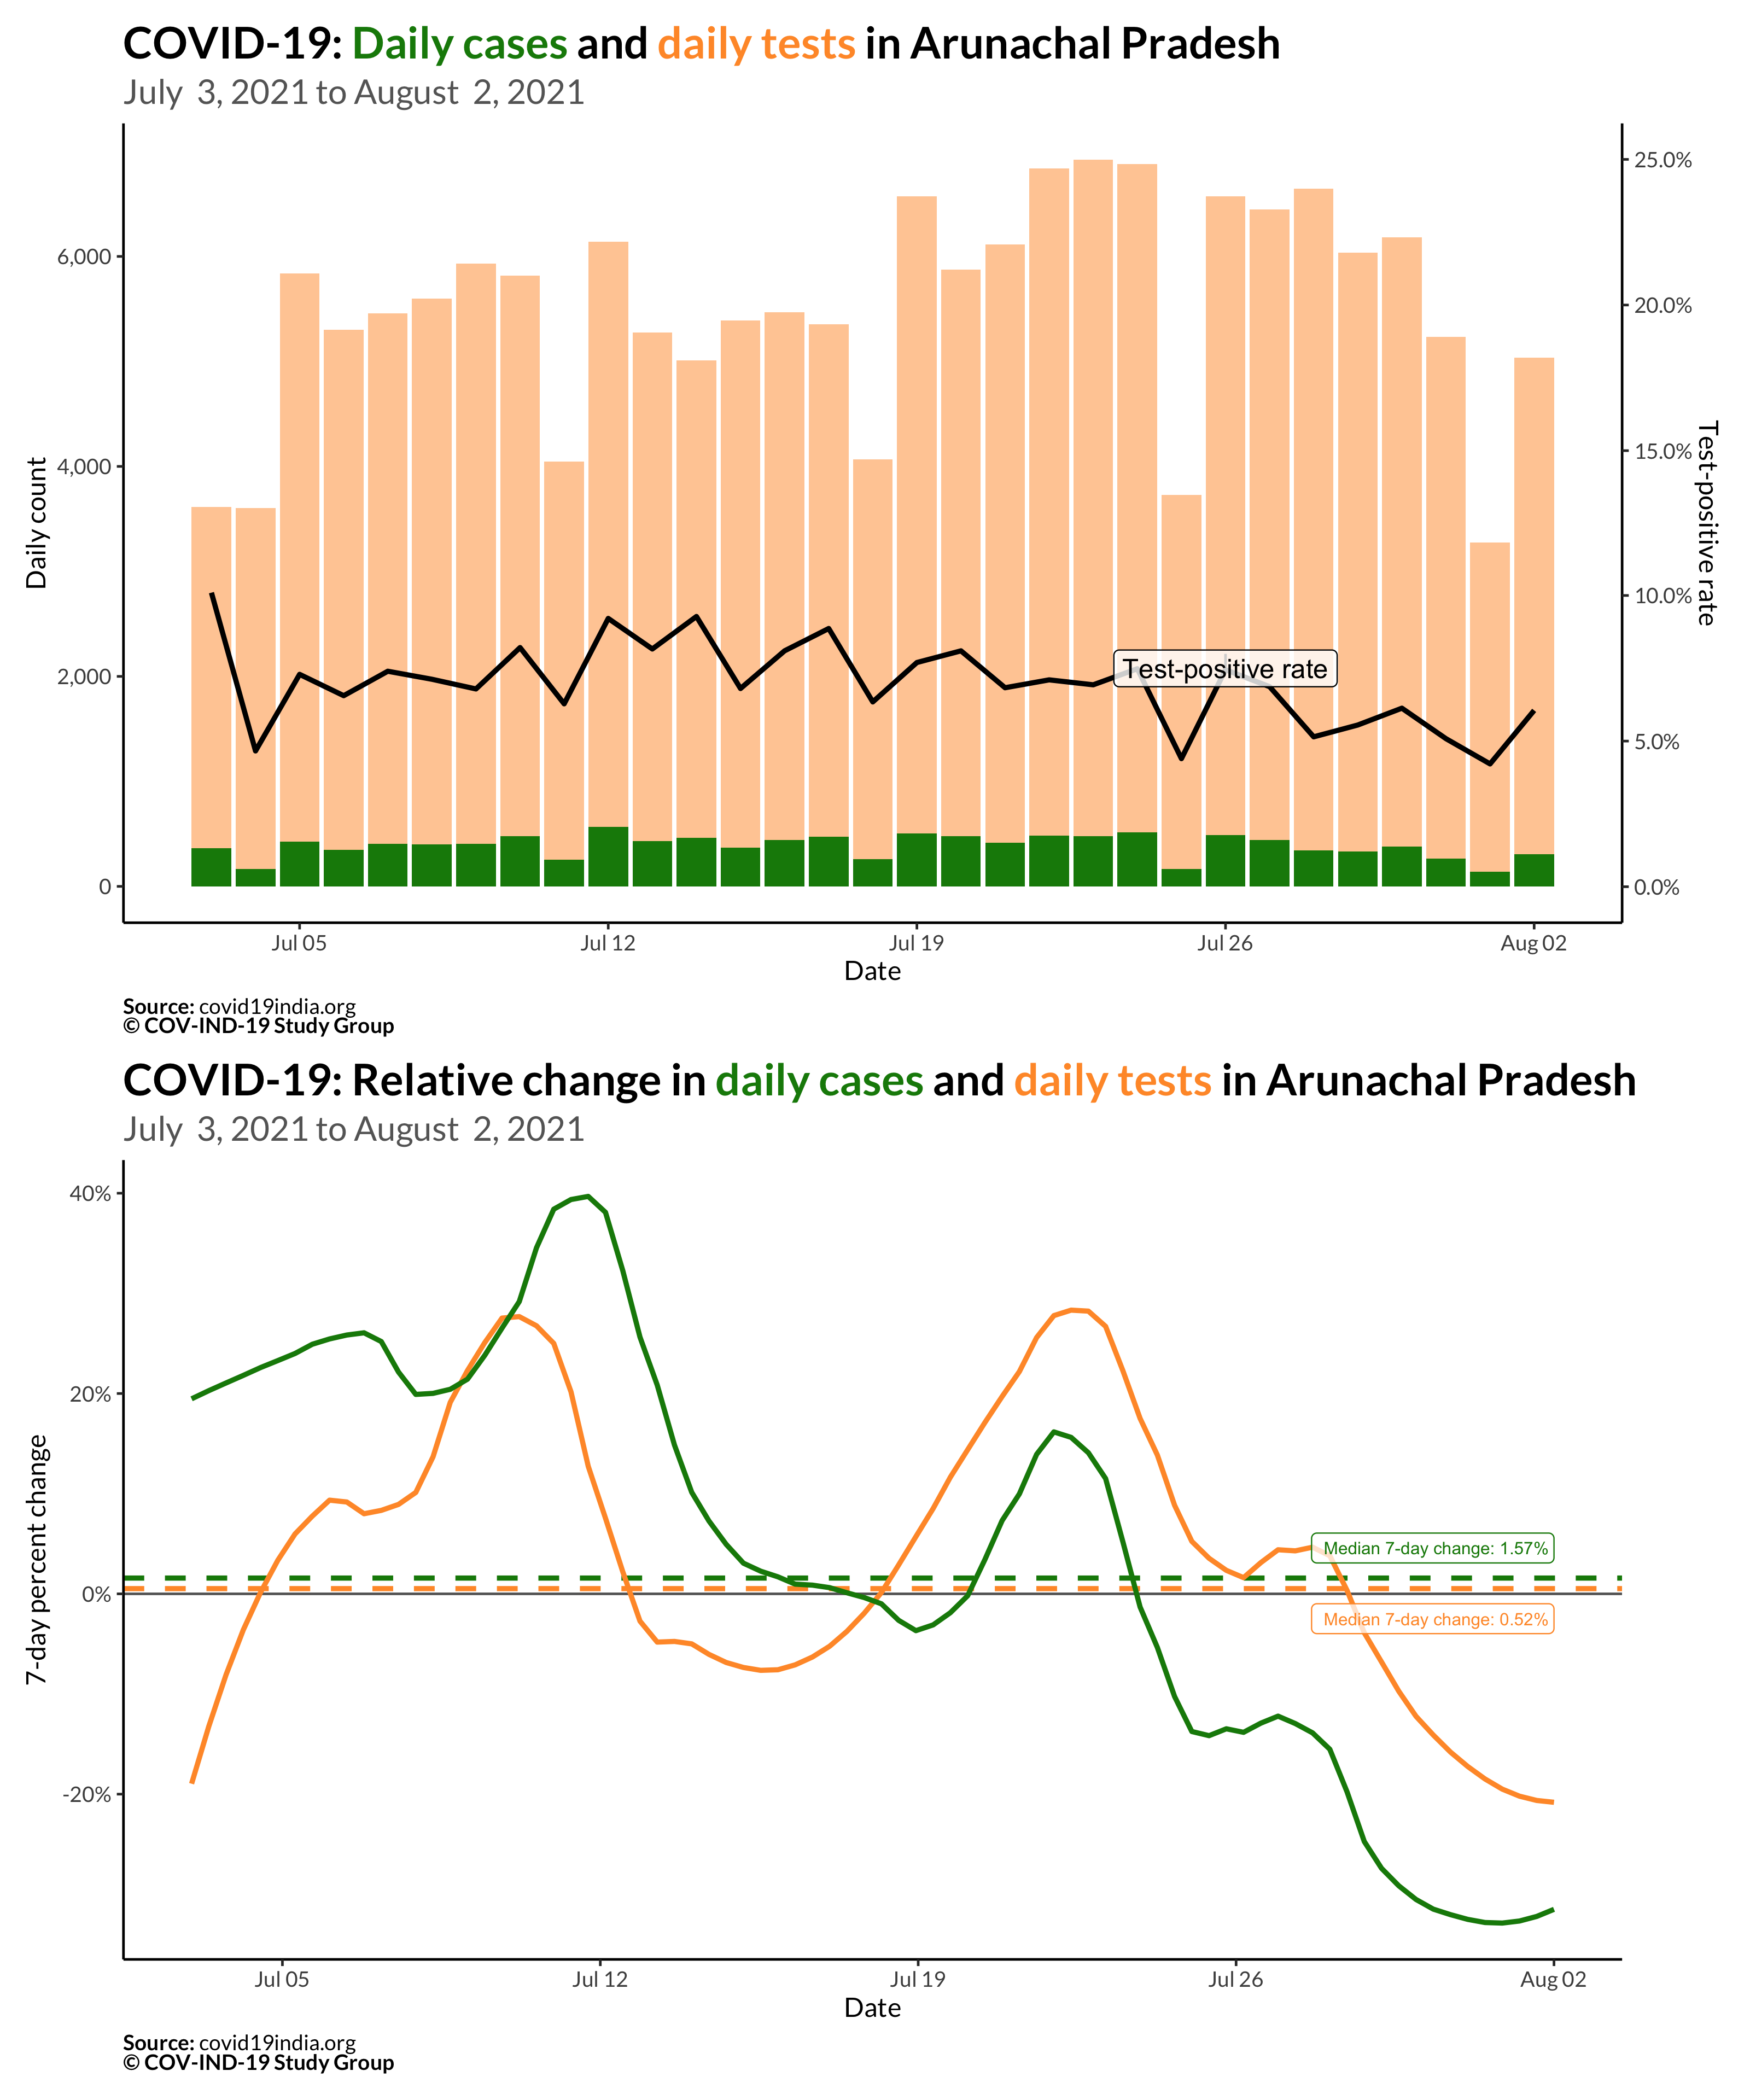 COVID-19: Daily cases and daily tests in Arunachal Pradesh
July 3, 2021 to August 2, 2021
25.0%
6,000
20.0%
4,000
15.0%
Daily count
Test-positive rate
10.0%
2,000
Test-positive rate
5.0%
0
0.0%
Jul 05
Jul 12
Jul 19
Jul 26
Aug 02
Date
Source: covid19india.org
© COV-IND-19 Study Group
COVID-19: Relative change in daily cases and daily tests in Arunachal Pradesh
July 3, 2021 to August 2, 2021
40%
20%
7-day percent change
Median 7-day change: 1.57%
0%
Median 7-day change: 0.52%
-20%
Jul 05
Jul 12
Jul 19
Jul 26
Aug 02
Date
Source: covid19india.org
© COV-IND-19 Study Group